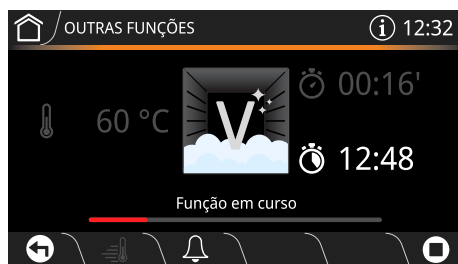 OUTRAS FUNÇÕES
i 12:32
60 °C
V
00:16'
12:48
Função em curso